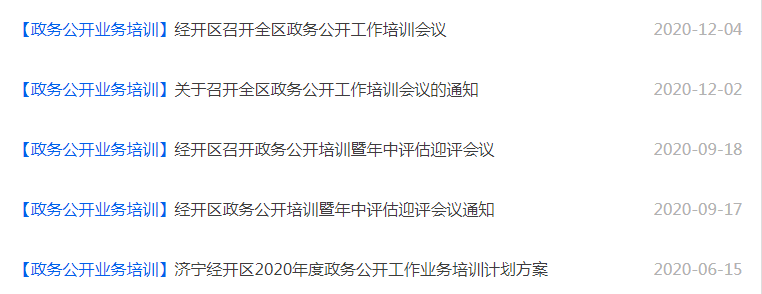 【政务公开业务培训】经开区召开全区政务公开工作培训会议 2020-12-04
【政务公开业务培训】关于召开全区政务公开工作培训会议的通知 2020-12-02
【政务公开业务培训】经开区召开政务公开培训暨年中评估迎评会议 2020-09-18
【政务公开业务培训】经开区政务公开培训暨年中评估迎评会议通知 2020-09-17
【政务公开业务培训】济宁经开区2020年度政务公开工作业务培训计划方案 2020-06-15